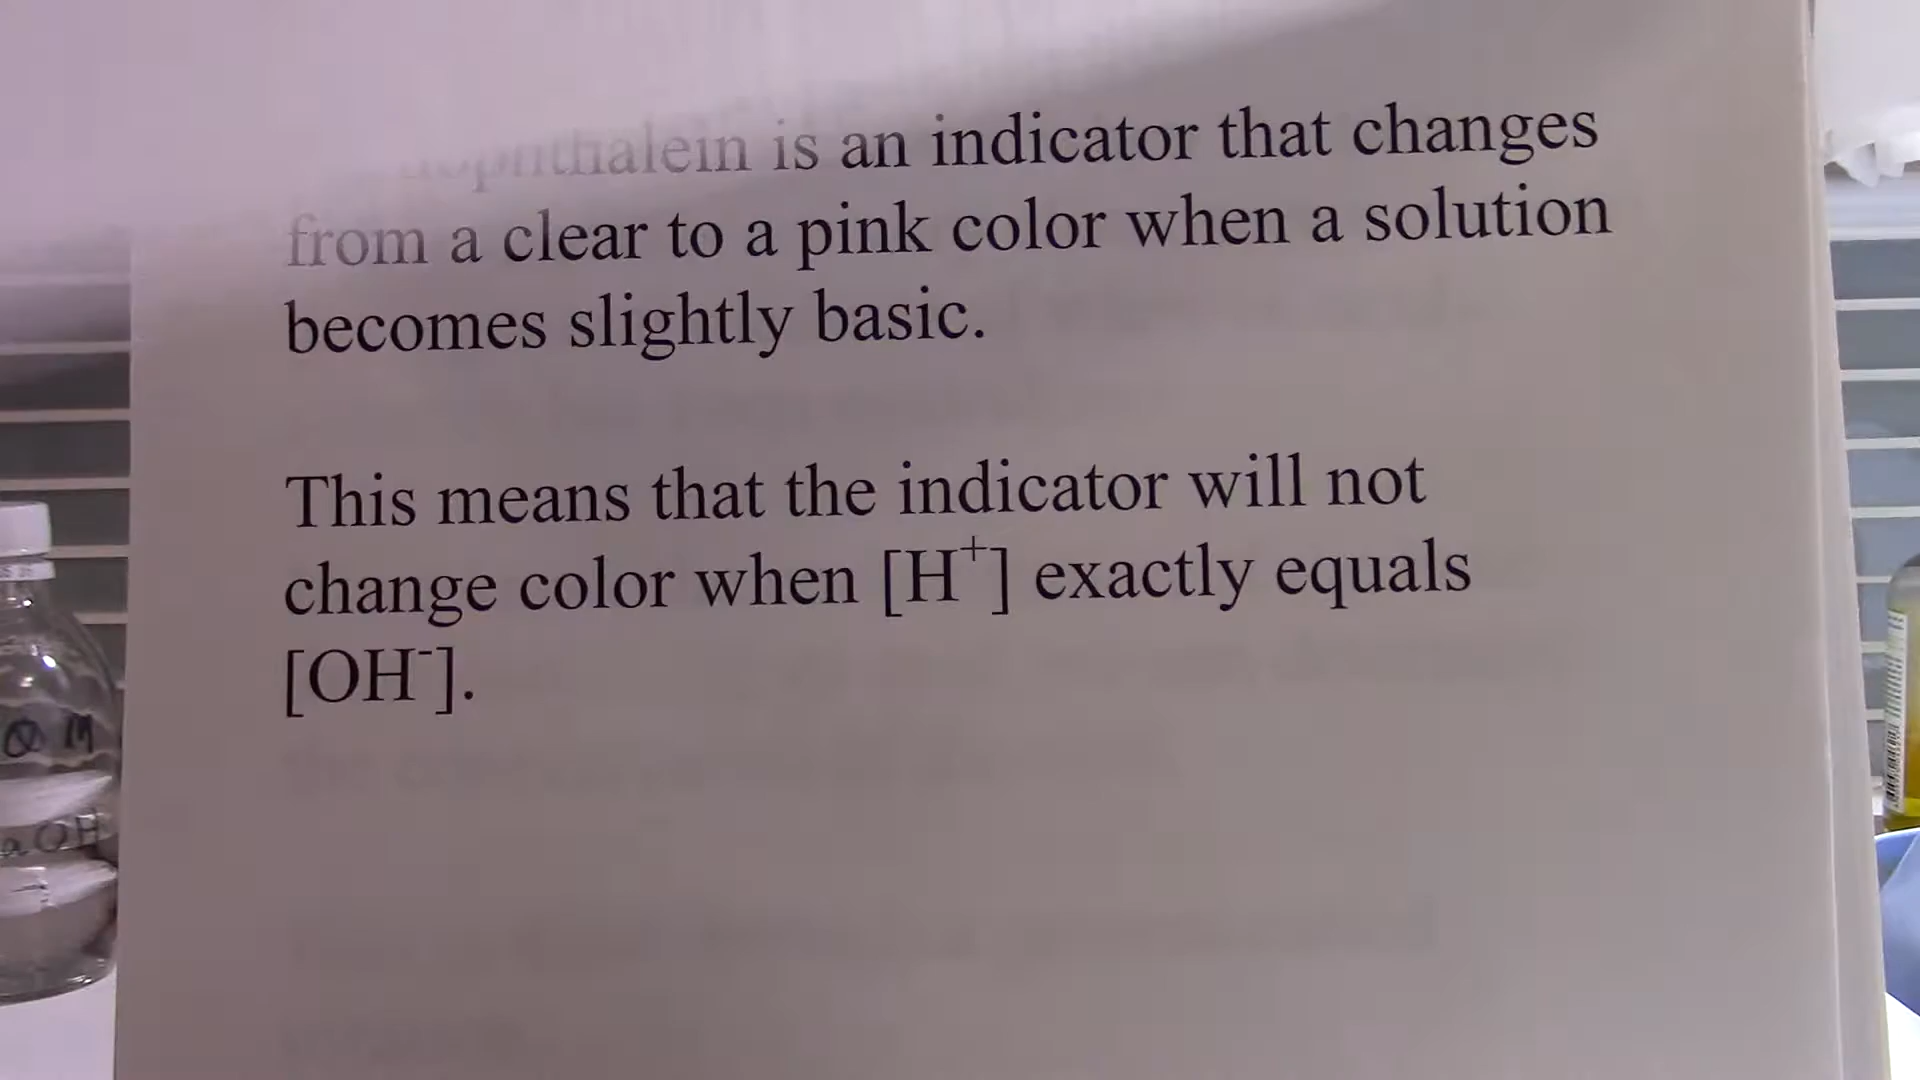 is an indicator that changes
from a clear to a pink color when a solution
becomes slightly basic.
This means that the indicator will not
change color when [H⁺] exactly equals
[OH⁻].
M
OH